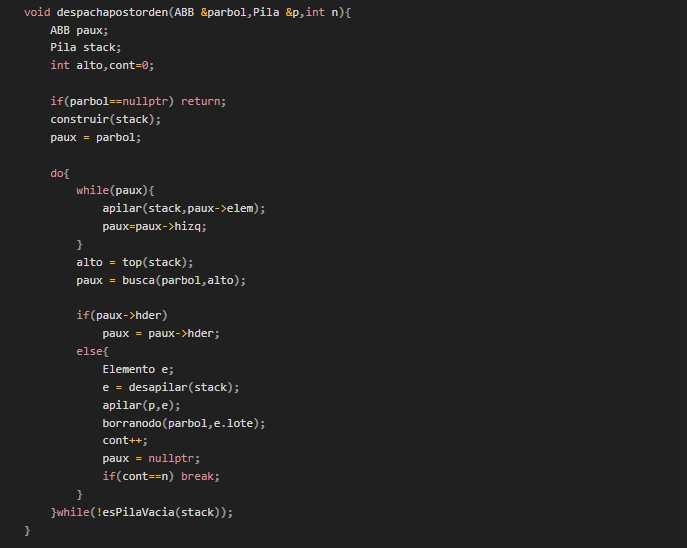 void despachapostorden(ABB &parbol,Pila &p,int n){
    ABB paux;
    Pila stack;
    int alto,cont=0;

    if(parbol==nullptr) return;
    construir(stack);
    paux = parbol;

    do{
        while(paux){
            apilar(stack,paux->elem);
            paux=paux->hizq;
        }
        alto = top(stack);
        paux = busca(parbol,alto);

        if(paux->hder)
            paux = paux->hder;
        else{
            Elemento e;
            e = desapilar(stack);
            apilar(p,e);
            borranodo(parbol,e.lote);
            cont++;
            paux = nullptr;
            if(cont==n) break;
        }
    }while(!esPilaVacia(stack));
}